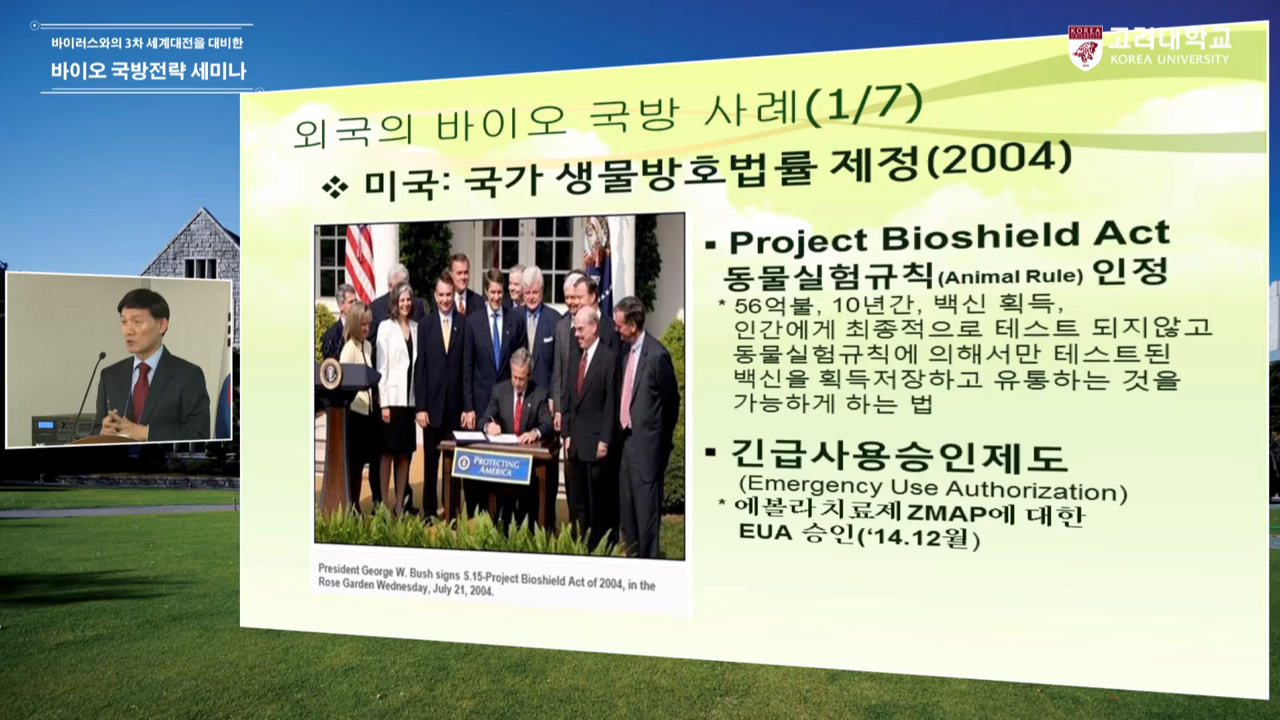 바이러스와의 3차 세계대전을 대비한
바이오 국방전략 세미나
KOREA
고려대학교
KOREA UNIVERSITY
외국의 바이오 국방 사례(1/7)
❖ 미국: 국가 생물방호법률 제정(2004)
▪ Project Bioshield Act
동물실험규칙(Animal Rule) 인정
* 56억불, 10년간, 백신 획득,
인간에게 최종적으로 테스트 되지않고
동물실험규칙에 의해서만 테스트된
백신을 획득저장하고 유통하는 것을
가능하게 하는 법
▪ 긴급사용승인제도
(Emergency Use Authorization)
* 에볼라 치료제 ZMAP에 대한
EUA 승인(‘14.12월)
PROTECTING
AMERICA
President George W. Bush signs S.15-Project Bioshield Act of 2004, in the
Rose Garden Wednesday, July 21, 2004.